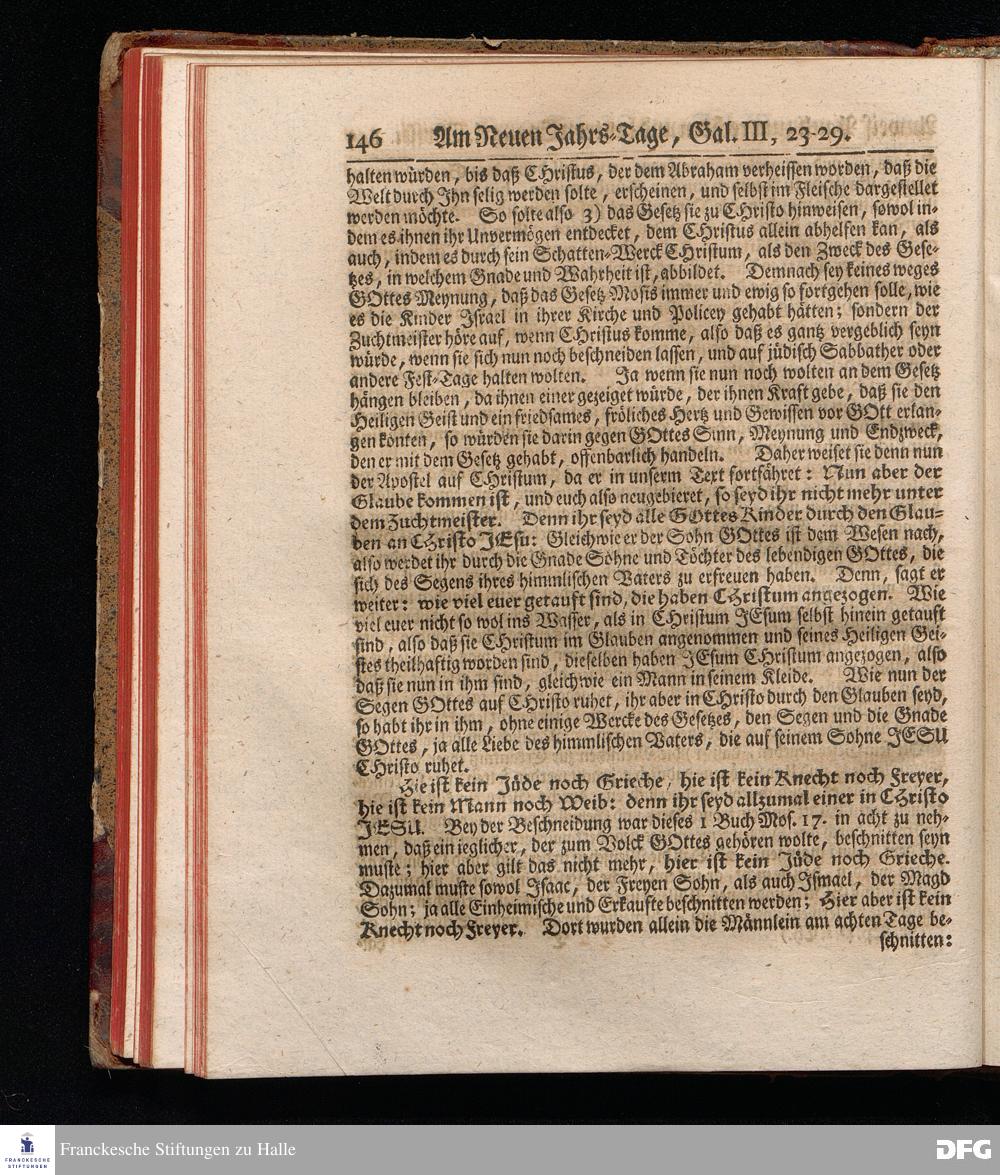 146 Am Neuen Jahrs-Tage, Gal. III, 23-29.
halten würden, bis daß CHristus, der dem Abraham verheissen worden, daß die
Welt durch Ihn selig werden solte, erscheinen, und selbst im Fleische dargestellet
werden möchte. So solte also 3) das Gesetz sie zu CHristo hinweisen, sowol in-
dem es ihnen ihr Unvermögen entdecket, dem CHristus allein abhelfen kan, als
auch, indem es durch sein Schatten-Werck CHristum, als den Zweck des Gese-
tzes, in welchem Gnade und Wahrheit ist, abbildet. Demnach sey keines weges
GOttes Meynung, daß das Gesetz Mosis immer und ewig so fortgehen solle, wie
es die Kinder Israel in ihrer Kirche und Policey gehabt hätten; sondern der
Zuchtmeister höre auf, wenn CHristus komme, also daß es gantz vergeblich seyn
würde, wenn sie sich nun noch beschneiden lassen, und auf jüdisch Sabbather oder
andere Fest-Tage halten wolten. Ja wenn sie nun noch wolten an dem Gesetz
hängen bleiben, da ihnen einer gezeiget würde, der ihnen Kraft gebe, daß sie den
Heiligen Geist und ein friedsames, fröliches Hertz und Gewissen vor GOtt erlan-
gen konten, so würden sie darin gegen GOttes Sinn, Meynung und Endzweck,
den er mit dem Gesetz gehabt, offenbarlich handeln. Daher weiset sie denn nun
der Apostel auf CHristum, da er in unserm Text fortfähret: Nun aber der
Glaube kommen ist, und euch also neugebieret, so seyd ihr nicht mehr unter
dem Zuchtmeister. Denn ihr seyd alle GOttes Kinder durch den Glau-
ben an CHristo JEsu: Gleichwie er der Sohn GOttes ist dem Wesen nach,
also werdet ihr durch die Gnade Söhne und Töchter des lebendigen GOttes, die
sich des Segens ihres himmlischen Vaters zu erfreuen haben. Denn, sagt er
weiter: wie viel euer getauft sind, die haben CHristum angezogen. Wie
viel euer nicht so wol ins Wasser, als in CHristum JEsum selbst hinein getauft
sind, also daß sie CHristum im Glauben angenommen und seines Heiligen Gei-
stes theilhaftig worden sind, dieselben haben JEsum CHristum angezogen, also
daß sie nun in ihm sind, gleichwie ein Mann in seinem Kleide. Wie nun der
Segen GOttes auf CHristo ruhet, ihr aber in CHristo durch den Glauben seyd,
so habt ihr in ihm, ohne einige Wercke des Gesetzes, den Segen und die Gnade
GOttes, ja alle Liebe des himmlischen Vaters, die auf seinem Sohne JESU
CHristo ruhet.
Hie ist kein Jüde noch Grieche, hie ist kein Knecht noch Freyer,
hie ist kein Mann noch Weib: denn ihr seyd allzumal einer in CHristo
JESU. Bey der Beschneidung war dieses 1 Buch Mos. 17. in acht zu neh-
men, daß ein ieglicher, der zum Volck GOttes gehören wolte, beschnitten seyn
muste; hier aber gilt das nicht mehr, hier ist kein Jüde noch Grieche.
Dazumal muste sowol Isaac, der Freyen Sohn, als auch Ismael, der Magd
Sohn; ja alle Einheimische und Erkaufte beschnitten werden; Hier aber ist kein
Knecht noch Freyer. Dort wurden allein die Männlein am achten Tage be-
schnitten:
FRANCKESCHE
STIFTUNGEN
Franckesche Stiftungen zu Halle
DFG